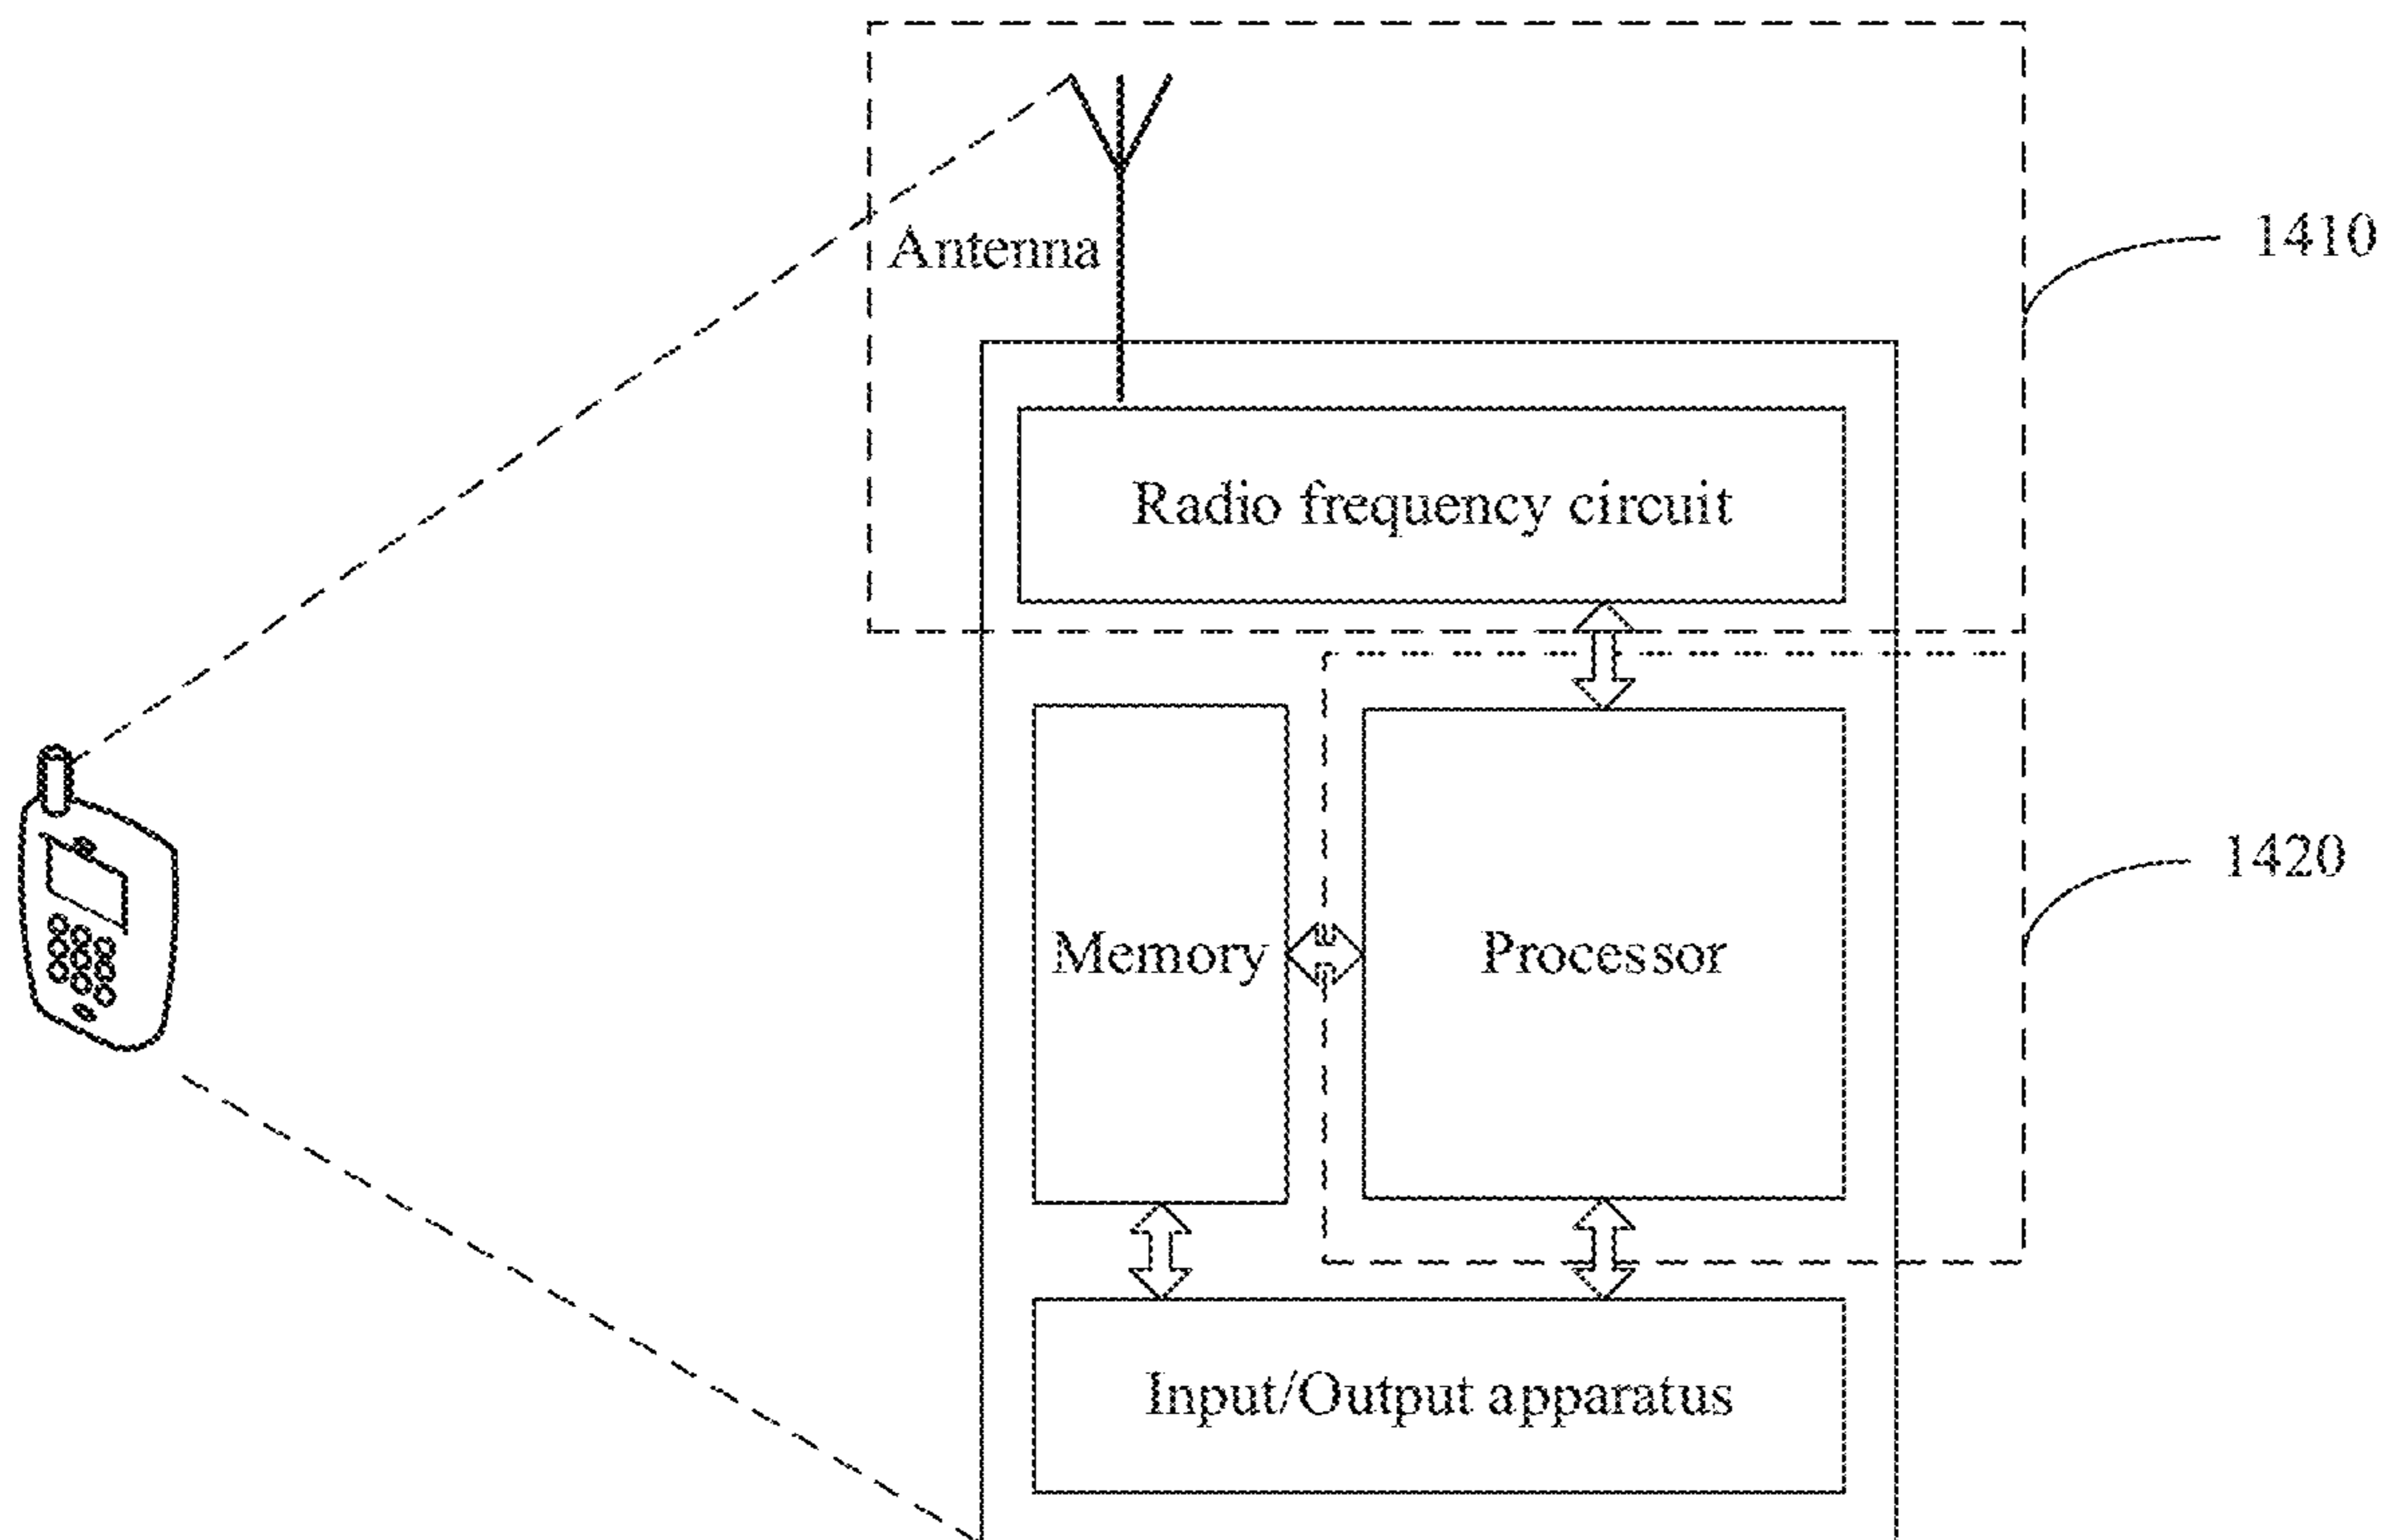 Antenna
1410
Radio frequency circuit
1420
Memory
Processor
Input/Output apparatus